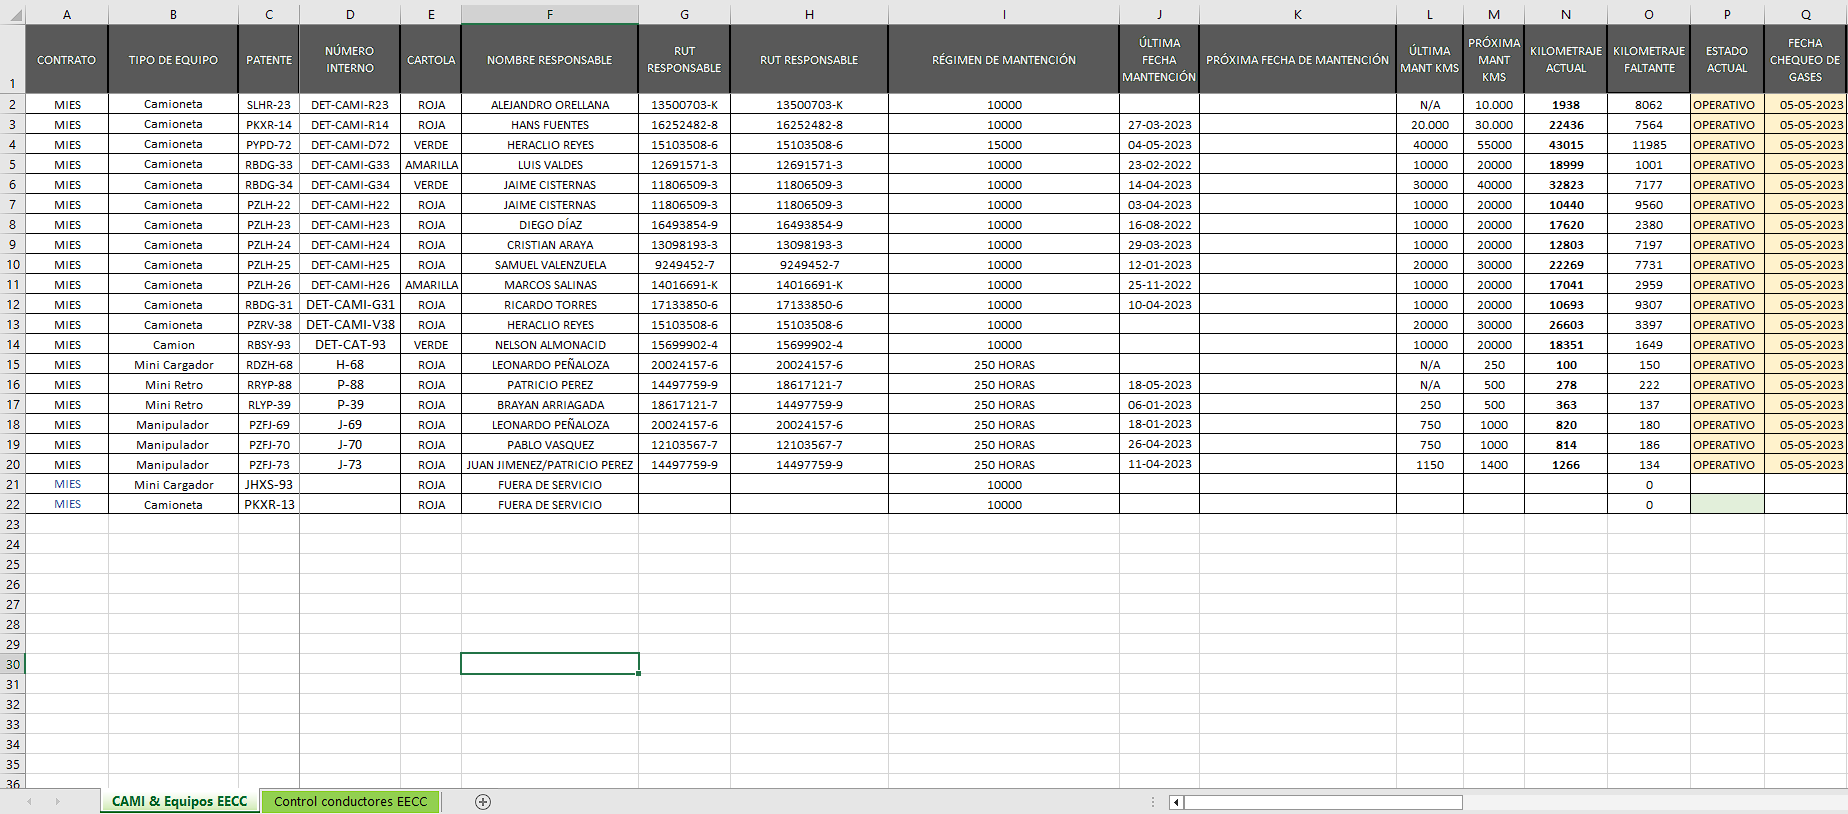 A B C D E F G H I J K L M N O P Q
1 CONTRATO TIPO DE EQUIPO PATENTE NÚMERO INTERNO CARTOLA NOMBRE RESPONSABLE RUT RESPONSABLE RUT RESPONSABLE RÉGIMEN DE MANTENCIÓN ÚLTIMA FECHA MANTENCIÓN PRÓXIMA FECHA DE MANTENCIÓN ÚLTIMA MANT KMS PRÓXIMA MANT KMS KILOMETRAJE ACTUAL KILOMETRAJE FALTANTE ESTADO ACTUAL FECHA CHEQUEO DE GASES
2 MIES Camioneta SLHR-23 DET-CAMI-R23 ROJA ALEJANDRO ORELLANA 13500703-K 13500703-K 10000 N/A 10.000 1938 8062 OPERATIVO 05-05-2023
3 MIES Camioneta PKXR-14 DET-CAMI-R14 ROJA HANS FUENTES 16252482-8 16252482-8 10000 27-03-2023 20.000 30.000 22436 7564 OPERATIVO 05-05-2023
4 MIES Camioneta PYPD-72 DET-CAMI-D72 VERDE HERACLIO REYES 15103508-6 15103508-6 15000 04-05-2023 40000 55000 43015 11985 OPERATIVO 05-05-2023
5 MIES Camioneta RBDG-33 DET-CAMI-G33 AMARILLA LUIS VALDES 12691571-3 12691571-3 10000 23-02-2022 10000 20000 18999 1001 OPERATIVO 05-05-2023
6 MIES Camioneta RBDG-34 DET-CAMI-G34 VERDE JAIME CISTERNAS 11806509-3 11806509-3 10000 14-04-2023 30000 40000 32823 7177 OPERATIVO 05-05-2023
7 MIES Camioneta PZLH-22 DET-CAMI-H22 ROJA JAIME CISTERNAS 11806509-3 11806509-3 10000 03-04-2023 10000 20000 10440 9560 OPERATIVO 05-05-2023
8 MIES Camioneta PZLH-23 DET-CAMI-H23 ROJA DIEGO DÍAZ 16493854-9 16493854-9 10000 16-08-2022 10000 20000 17620 2380 OPERATIVO 05-05-2023
9 MIES Camioneta PZLH-24 DET-CAMI-H24 ROJA CRISTIAN ARAYA 13098193-3 13098193-3 10000 29-03-2023 10000 20000 12803 7197 OPERATIVO 05-05-2023
10 MIES Camioneta PZLH-25 DET-CAMI-H25 ROJA SAMUEL VALENZUELA 9249452-7 9249452-7 10000 12-01-2023 20000 30000 22269 7731 OPERATIVO 05-05-2023
11 MIES Camioneta PZLH-26 DET-CAMI-H26 AMARILLA MARCOS SALINAS 14016691-K 14016691-K 10000 25-11-2022 10000 20000 17041 2959 OPERATIVO 05-05-2023
12 MIES Camioneta RBDG-31 DET-CAMI-G31 ROJA RICARDO TORRES 17133850-6 17133850-6 10000 10-04-2023 10000 20000 10693 9307 OPERATIVO 05-05-2023
13 MIES Camioneta PZRV-38 DET-CAMI-V38 ROJA HERACLIO REYES 15103508-6 15103508-6 10000 20000 30000 26603 3397 OPERATIVO 05-05-2023
14 MIES Camion RBSY-93 DET-CAT-93 VERDE NELSON ALMONACID 15699902-4 15699902-4 10000 10000 20000 18351 1649 OPERATIVO 05-05-2023
15 MIES Mini Cargador RDZH-68 H-68 ROJA LEONARDO PEÑALOZA 20024157-6 20024157-6 250 HORAS N/A 250 100 150 OPERATIVO 05-05-2023
16 MIES Mini Retro RRYP-88 P-88 ROJA PATRICIO PEREZ 14497759-9 18617121-7 250 HORAS 18-05-2023 N/A 500 278 222 OPERATIVO 05-05-2023
17 MIES Mini Retro RLYP-39 P-39 ROJA BRAYAN ARRIAGADA 18617121-7 14497759-9 250 HORAS 06-01-2023 250 500 363 137 OPERATIVO 05-05-2023
18 MIES Manipulador PZFJ-69 J-69 ROJA LEONARDO PEÑALOZA 20024157-6 20024157-6 250 HORAS 18-01-2023 750 1000 820 180 OPERATIVO 05-05-2023
19 MIES Manipulador PZFJ-70 J-70 ROJA PABLO VASQUEZ 12103567-7 12103567-7 250 HORAS 26-04-2023 750 1000 814 186 OPERATIVO 05-05-2023
20 MIES Manipulador PZFJ-73 J-73 ROJA JUAN JIMENEZ/PATRICIO PEREZ 14497759-9 14497759-9 250 HORAS 11-04-2023 1150 1400 1266 134 OPERATIVO 05-05-2023
21 MIES Mini Cargador JHXS-93 ROJA FUERA DE SERVICIO 10000 0
22 MIES Camioneta PKXR-13 ROJA FUERA DE SERVICIO 10000 0
23
24
25
26
27
28
29
30
31
32
33
34
35
36
CAMI & Equipos EECC Control conductores EECC